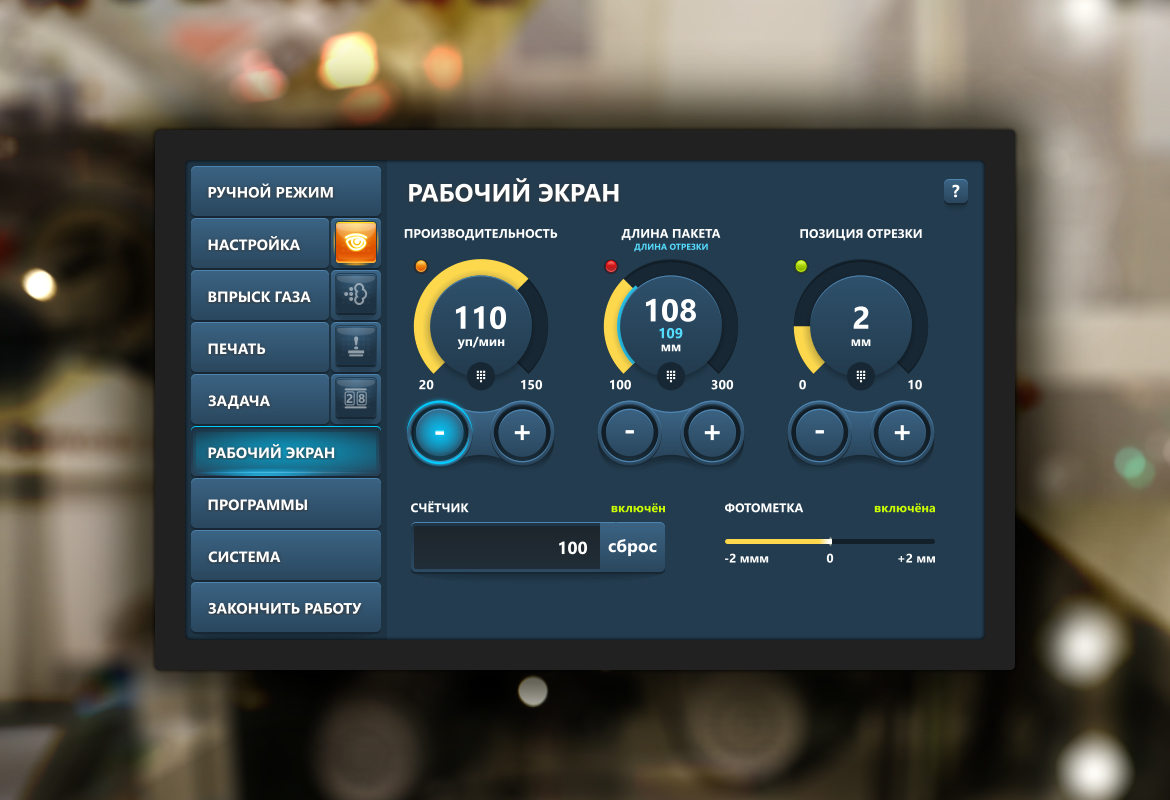 РУЧНОЙ РЕЖИМ
НАСТРОЙКА
ВПРЫСК ГАЗА
ПЕЧАТЬ
ЗАДАЧА
28
РАБОЧИЙ ЭКРАН
ПРОГРАММЫ
СИСТЕМА
ЗАКОНЧИТЬ РАБОТУ
РАБОЧИЙ ЭКРАН
?
ПРОИЗВОДИТЕЛЬНОСТЬ
110
уп/мин
20
150
-
+
ДЛИНА ПАКЕТА
ДЛИНА ОТРЕЗКИ
108
109
мм
100
300
-
+
ПОЗИЦИЯ ОТРЕЗКИ
2
мм
0
10
-
+
СЧЁТЧИК
включён
100
сброс
ФОТОМЕТКА
включёна
-2 ммм
0
+2 мм